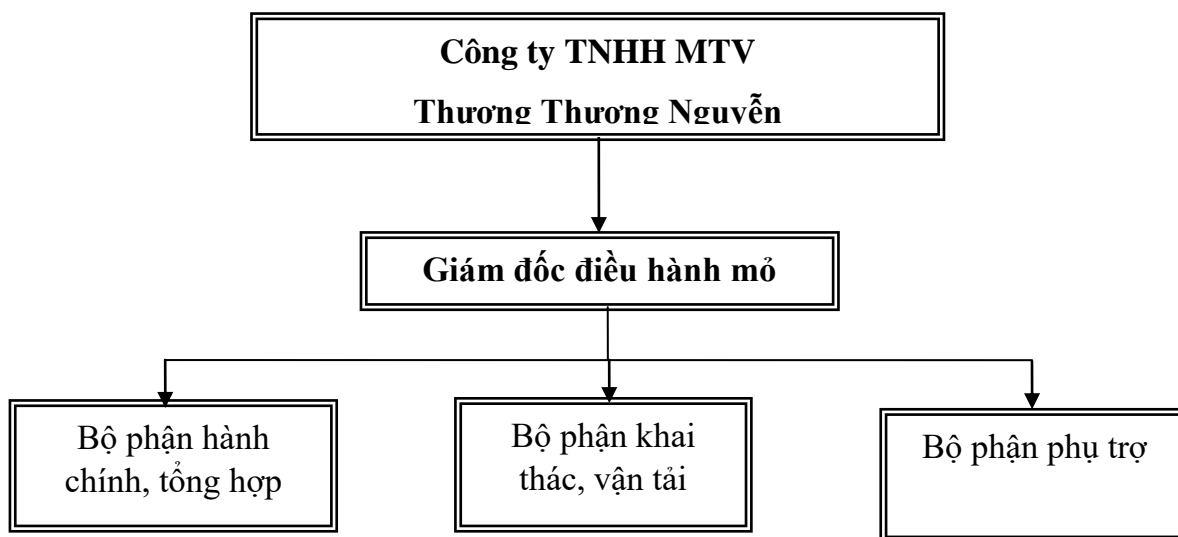 Công ty TNHH MTV
Thương Thương Nguyễn
Giám đốc điều hành mỏ
Bộ phận hành
chính, tổng hợp
Bộ phận khai
thác, vận tải
Bộ phận phụ trợ